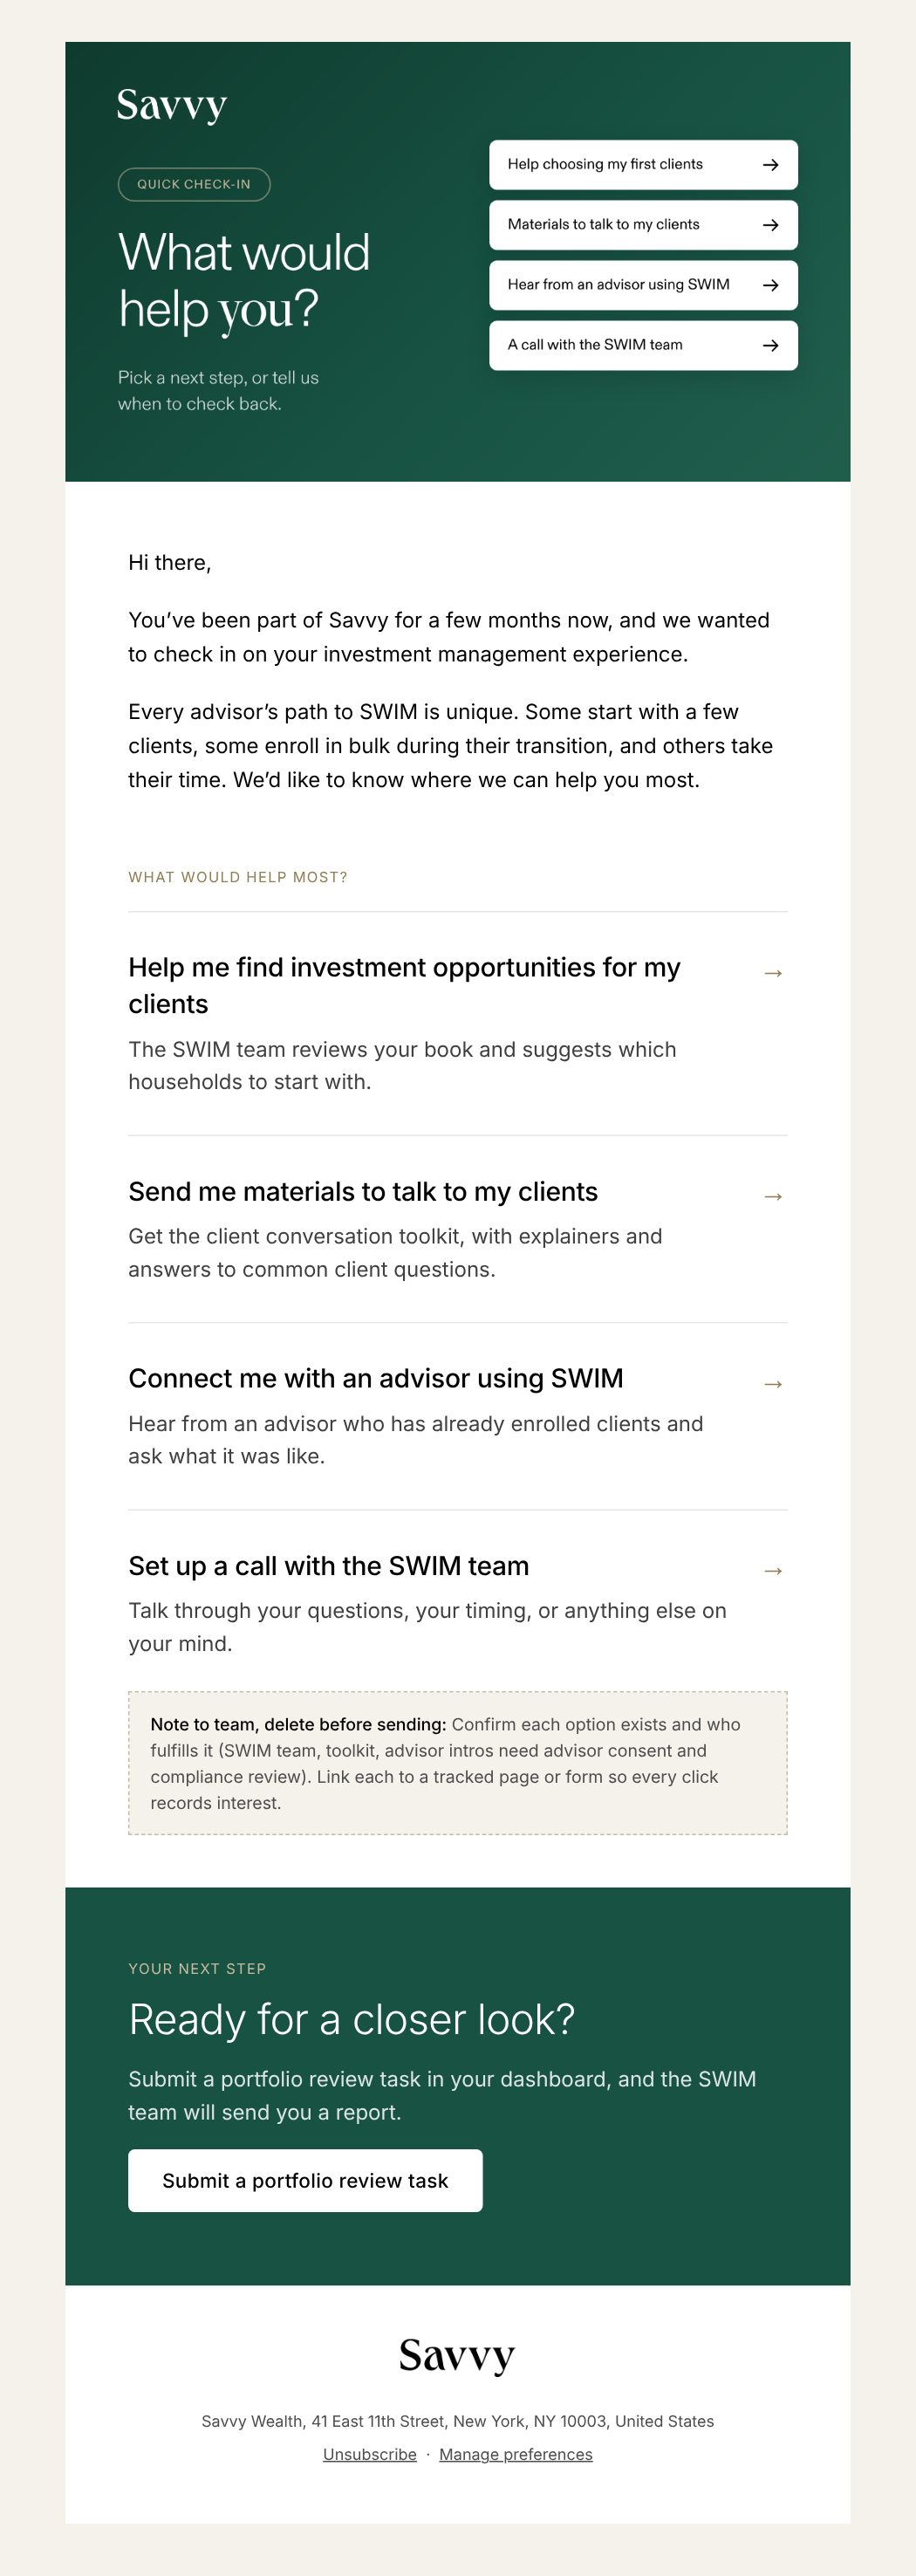 Savvy
QUICK CHECK-IN
What would
help you?
Pick a next step, or tell us
when to check back.
Help choosing my first clients →
Materials to talk to my clients →
Hear from an advisor using SWIM →
A call with the SWIM team →
Hi there,
You’ve been part of Savvy for a few months now, and we wanted
to check in on your investment management experience.
Every advisor’s path to SWIM is unique. Some start with a few
clients, some enroll in bulk during their transition, and others take
their time. We’d like to know where we can help you most.
WHAT WOULD HELP MOST?
Help me find investment opportunities for my →
clients
The SWIM team reviews your book and suggests which
households to start with.
Send me materials to talk to my clients →
Get the client conversation toolkit, with explainers and
answers to common client questions.
Connect me with an advisor using SWIM →
Hear from an advisor who has already enrolled clients and
ask what it was like.
Set up a call with the SWIM team →
Talk through your questions, your timing, or anything else on
your mind.
Note to team, delete before sending: Confirm each option exists and who
fulfills it (SWIM team, toolkit, advisor intros need advisor consent and
compliance review). Link each to a tracked page or form so every click
records interest.
YOUR NEXT STEP
Ready for a closer look?
Submit a portfolio review task in your dashboard, and the SWIM
team will send you a report.
Submit a portfolio review task
Savvy
Savvy Wealth, 41 East 11th Street, New York, NY 10003, United States
Unsubscribe · Manage preferences